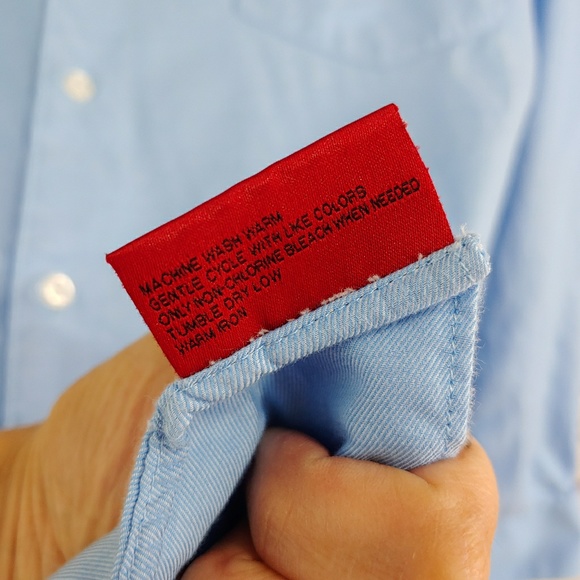 MACHINE WASH WARM
GENTLE CYCLE WITH LIKE COLORS
ONLY NON-CHLORINE BLEACH WHEN NEEDED
TUMBLE DRY LOW
WARM IRON